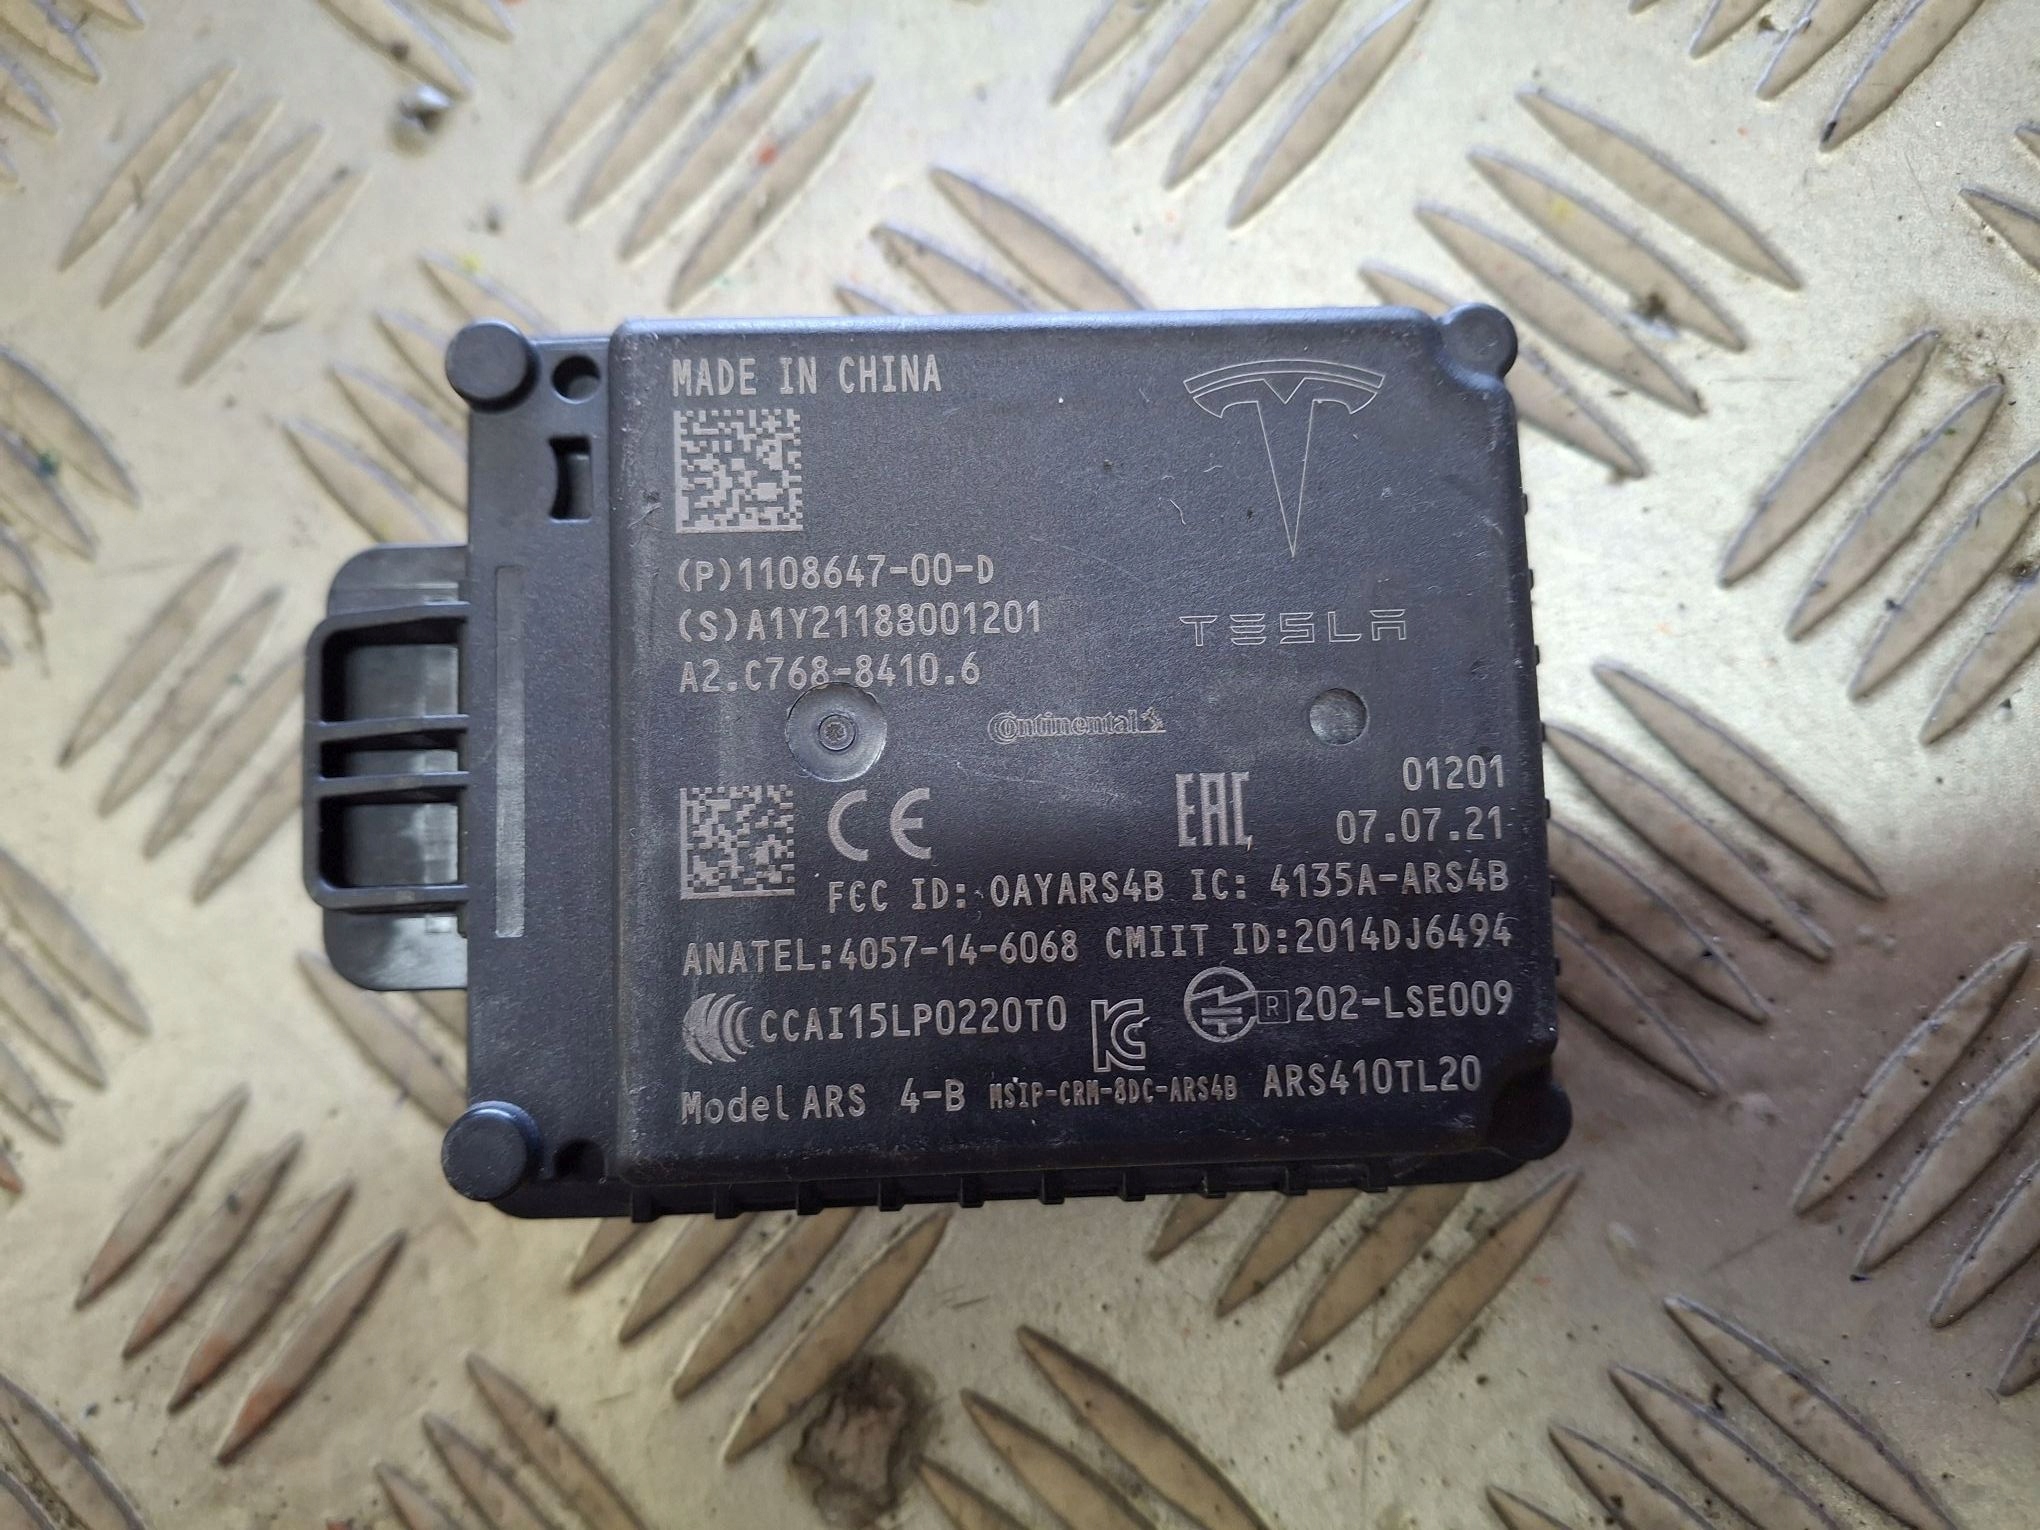 MADE IN CHINA
(P)1108647-00-D
(S)A1Y21188001201
A2.C768-8410.6
TESLA
Continental
CE
EAC
01201
07.07.21
FCC ID: OAYARS4B IC: 4135A-ARS4B
ANATEL:4057-14-6068 CMIIT ID:2014DJ6494
CCAI15LP0220T0 KC R 202-LSE009
Model ARS 4-B MSIP-CRM-8DC-ARS4B ARS410TL20